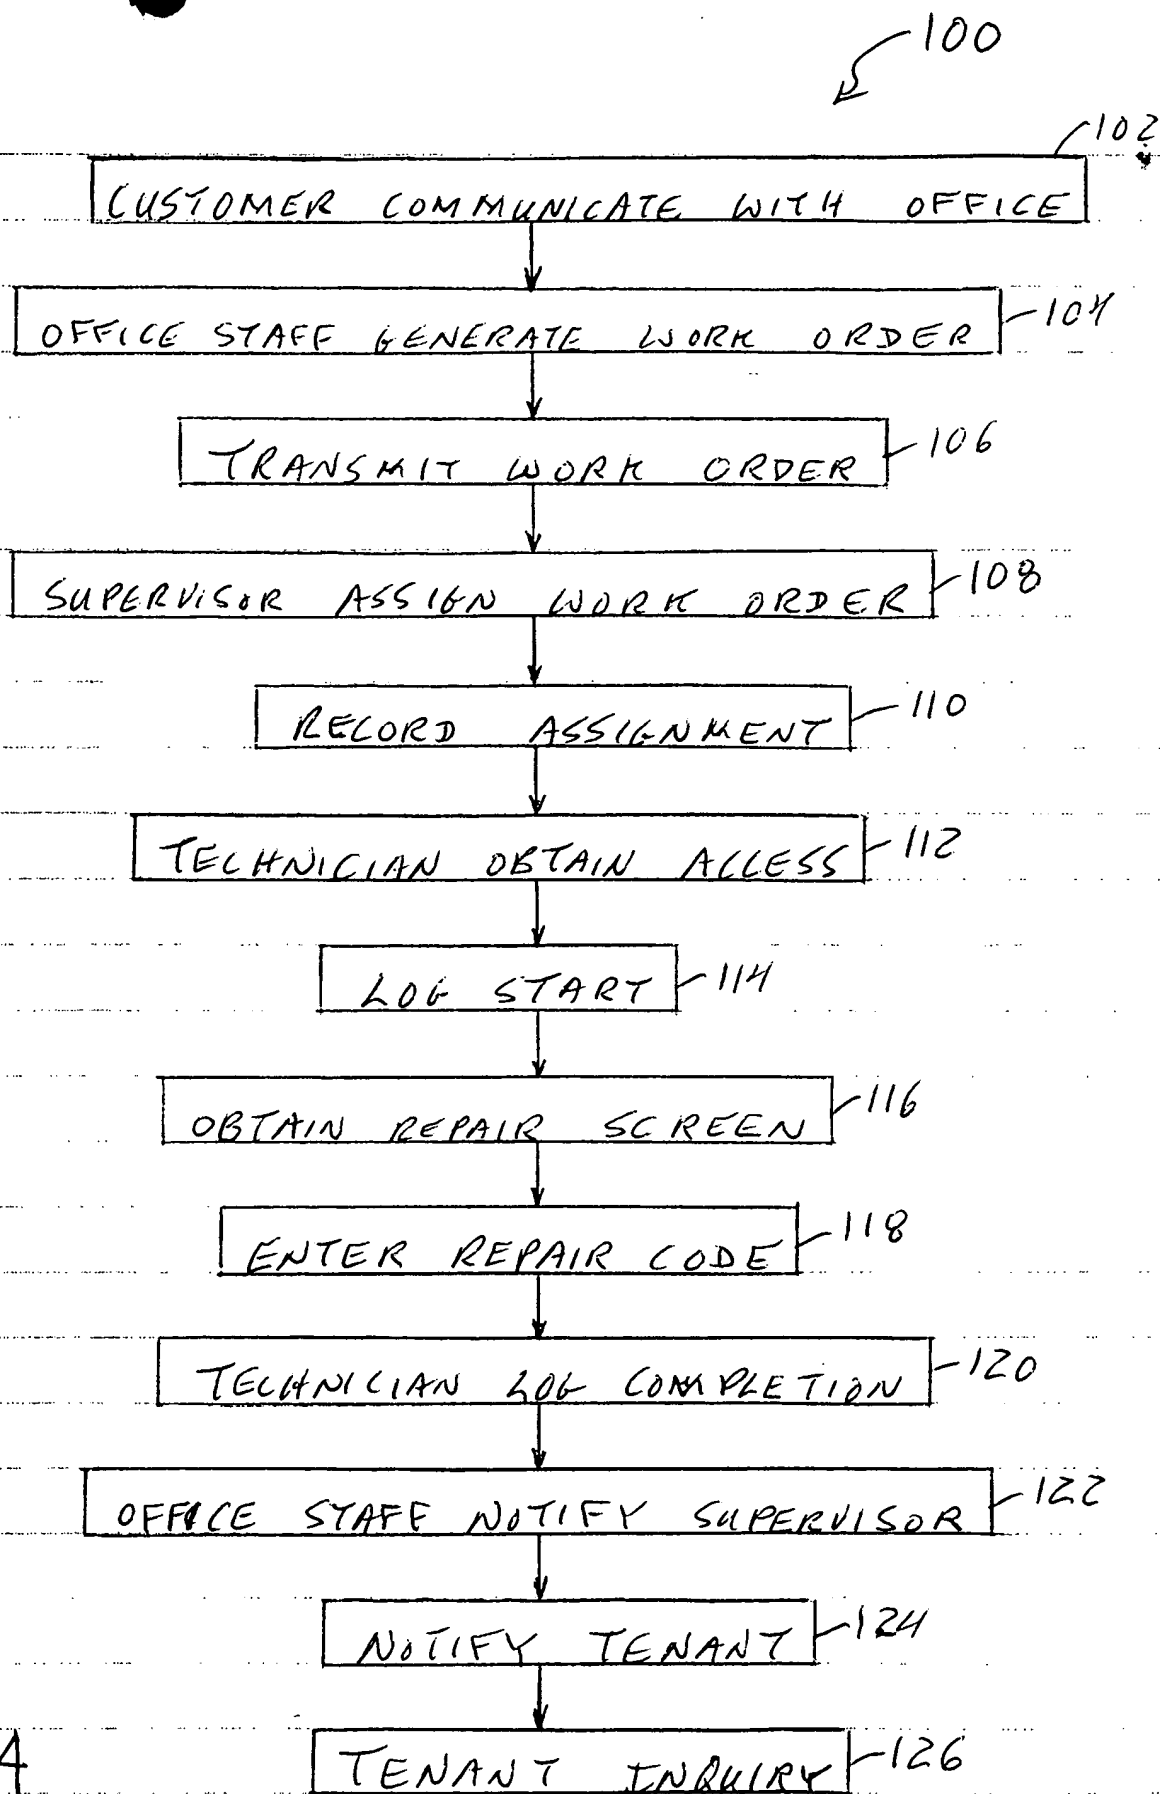 100
102
CUSTOMER COMMUNICATE WITH OFFICE
OFFICE STAFF GENERATE WORK ORDER 104
TRANSMIT WORK ORDER 106
SUPERVISOR ASSIGN WORK ORDER 108
RECORD ASSIGNMENT 110
TECHNICIAN OBTAIN ACCESS 112
LOG START 114
OBTAIN REPAIR SCREEN 116
ENTER REPAIR CODE 118
TECHNICIAN LOG COMPLETION 120
OFFICE STAFF NOTIFY SUPERVISOR 122
NOTIFY TENANT 124
4 TENANT INQUIRY 126